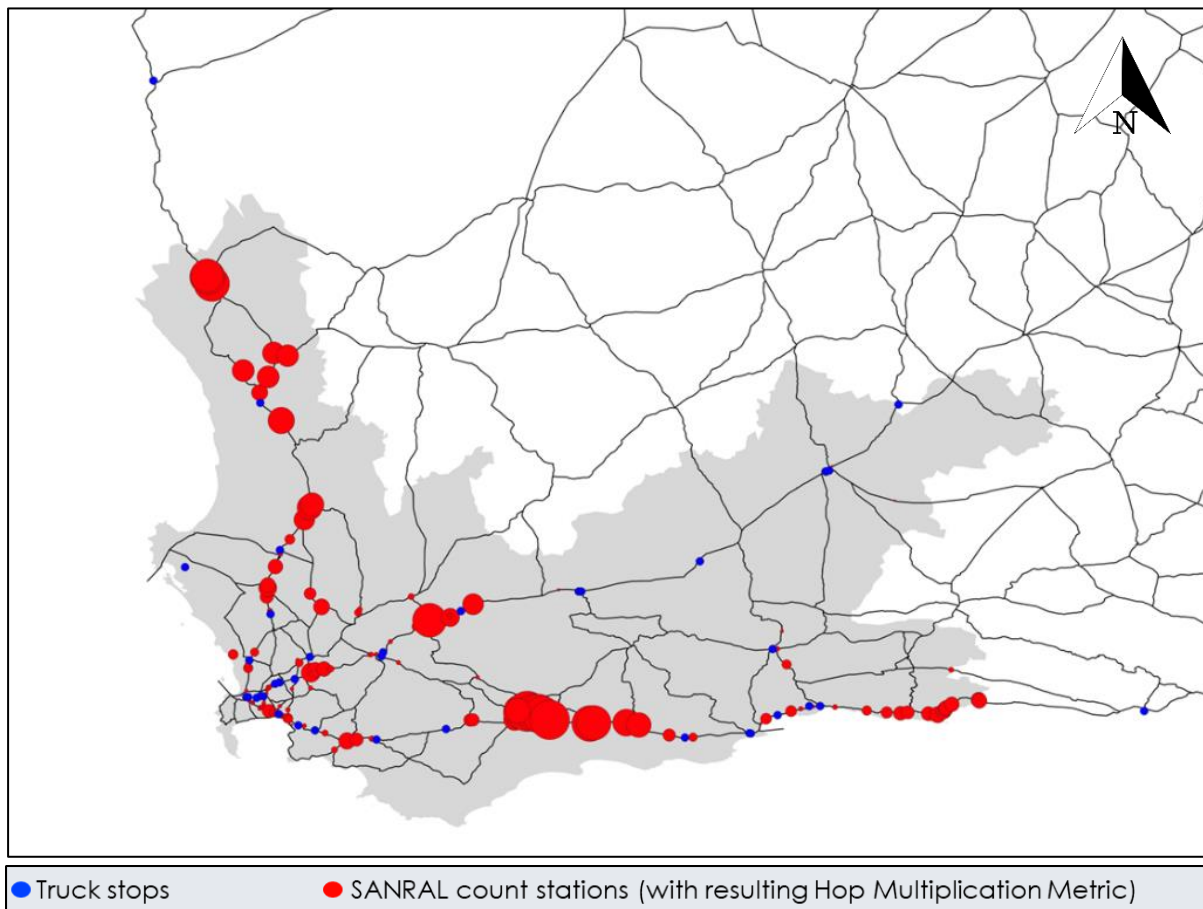 N
Truck stops
SANRAL count stations (with resulting Hop Multiplication Metric)